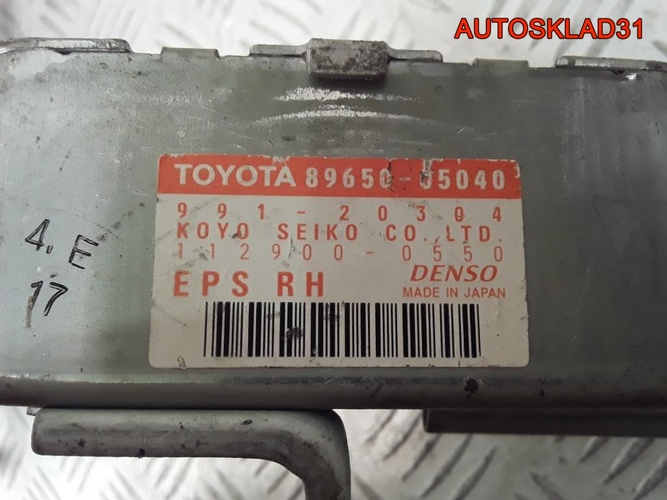 AUTOSKLAD31
TOYOTA 89650-05040
991-20304
KOYO SEIKO CO.,LTD.
112900-0550
EPS RH
DENSO
MADE IN JAPAN
4. E
17